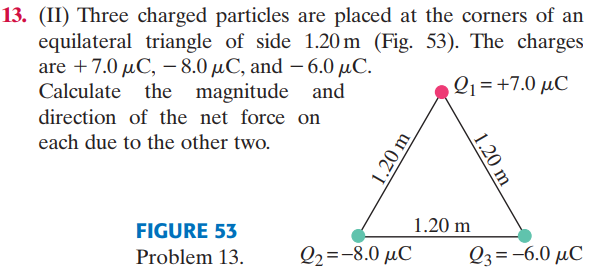 13. (II) Three charged particles are placed at the corners of an
equilateral triangle of side 1.20 m (Fig. 53). The charges
are +7.0 μC, −8.0 μC, and −6.0 μC.
Calculate the magnitude and
direction of the net force on
each due to the other two.
Q₁ = +7.0 μC
1.20 m
1.20 m
1.20 m
FIGURE 53
Problem 13.
Q₂ = −8.0 μC
Q₃ = −6.0 μC